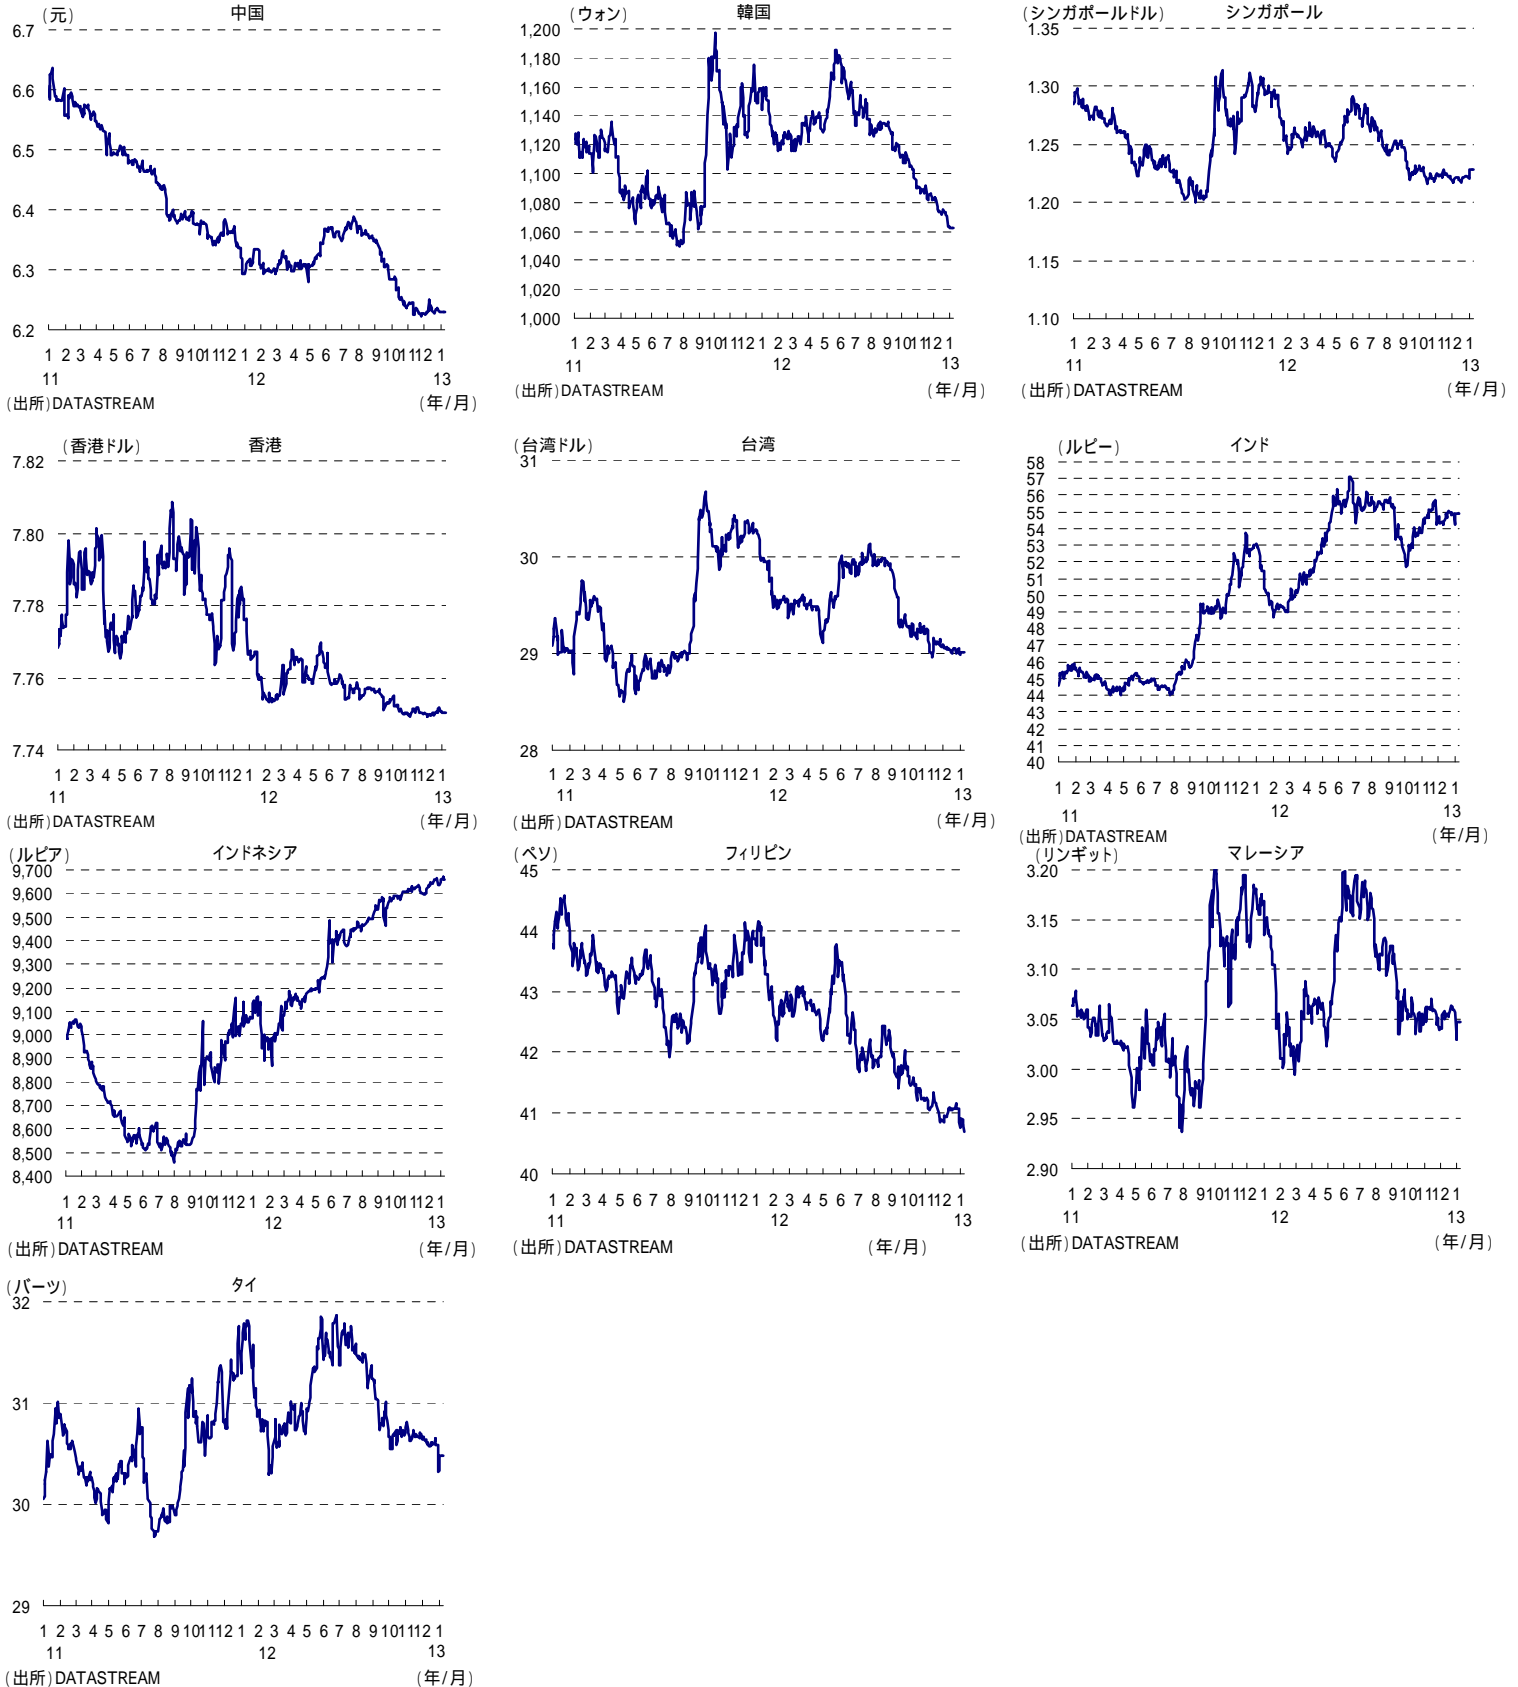 (元) 中国
6.7
6.6
6.5
6.4
6.3
6.2
1 2 3 4 5 6 7 8 9 10 11 12 1 2 3 4 5 6 7 8 9 10 11 12 1
11 12 13
(出所)DATASTREAM (年/月)
(ウォン) 韓国
1,200
1,180
1,160
1,140
1,120
1,100
1,080
1,060
1,040
1,020
1,000
1 2 3 4 5 6 7 8 9 10 11 12 1 2 3 4 5 6 7 8 9 10 11 12 1
11 12 13
(出所)DATASTREAM (年/月)
(シンガポールドル) シンガポール
1.35
1.30
1.25
1.20
1.15
1.10
1 2 3 4 5 6 7 8 9 10 11 12 1 2 3 4 5 6 7 8 9 10 11 12 1
11 12 13
(出所)DATASTREAM (年/月)
(香港ドル) 香港
7.82
7.80
7.78
7.76
7.74
1 2 3 4 5 6 7 8 9 10 11 12 1 2 3 4 5 6 7 8 9 10 11 12 1
11 12 13
(出所)DATASTREAM (年/月)
(台湾ドル) 台湾
31
30
29
28
1 2 3 4 5 6 7 8 9 10 11 12 1 2 3 4 5 6 7 8 9 10 11 12 1
11 12 13
(出所)DATASTREAM (年/月)
(ルピー) インド
58
57
56
55
54
53
52
51
50
49
48
47
46
45
44
43
42
41
40
1 2 3 4 5 6 7 8 9 10 11 12 1 2 3 4 5 6 7 8 9 10 11 12 1
11 12 13
(出所)DATASTREAM (年/月)
(ルピア) インドネシア
9,700
9,600
9,500
9,400
9,300
9,200
9,100
9,000
8,900
8,800
8,700
8,600
8,500
8,400
1 2 3 4 5 6 7 8 9 10 11 12 1 2 3 4 5 6 7 8 9 10 11 12 1
11 12 13
(出所)DATASTREAM (年/月)
(ペソ) フィリピン
45
44
43
42
41
40
1 2 3 4 5 6 7 8 9 10 11 12 1 2 3 4 5 6 7 8 9 10 11 12 1
11 12 13
(出所)DATASTREAM (年/月)
(リンギット) マレーシア
3.20
3.15
3.10
3.05
3.00
2.95
2.90
1 2 3 4 5 6 7 8 9 10 11 12 1 2 3 4 5 6 7 8 9 10 11 12 1
11 12 13
(出所)DATASTREAM (年/月)
(バーツ) タイ
32
31
30
29
1 2 3 4 5 6 7 8 9 10 11 12 1 2 3 4 5 6 7 8 9 10 11 12 1
11 12 13
(出所)DATASTREAM (年/月)